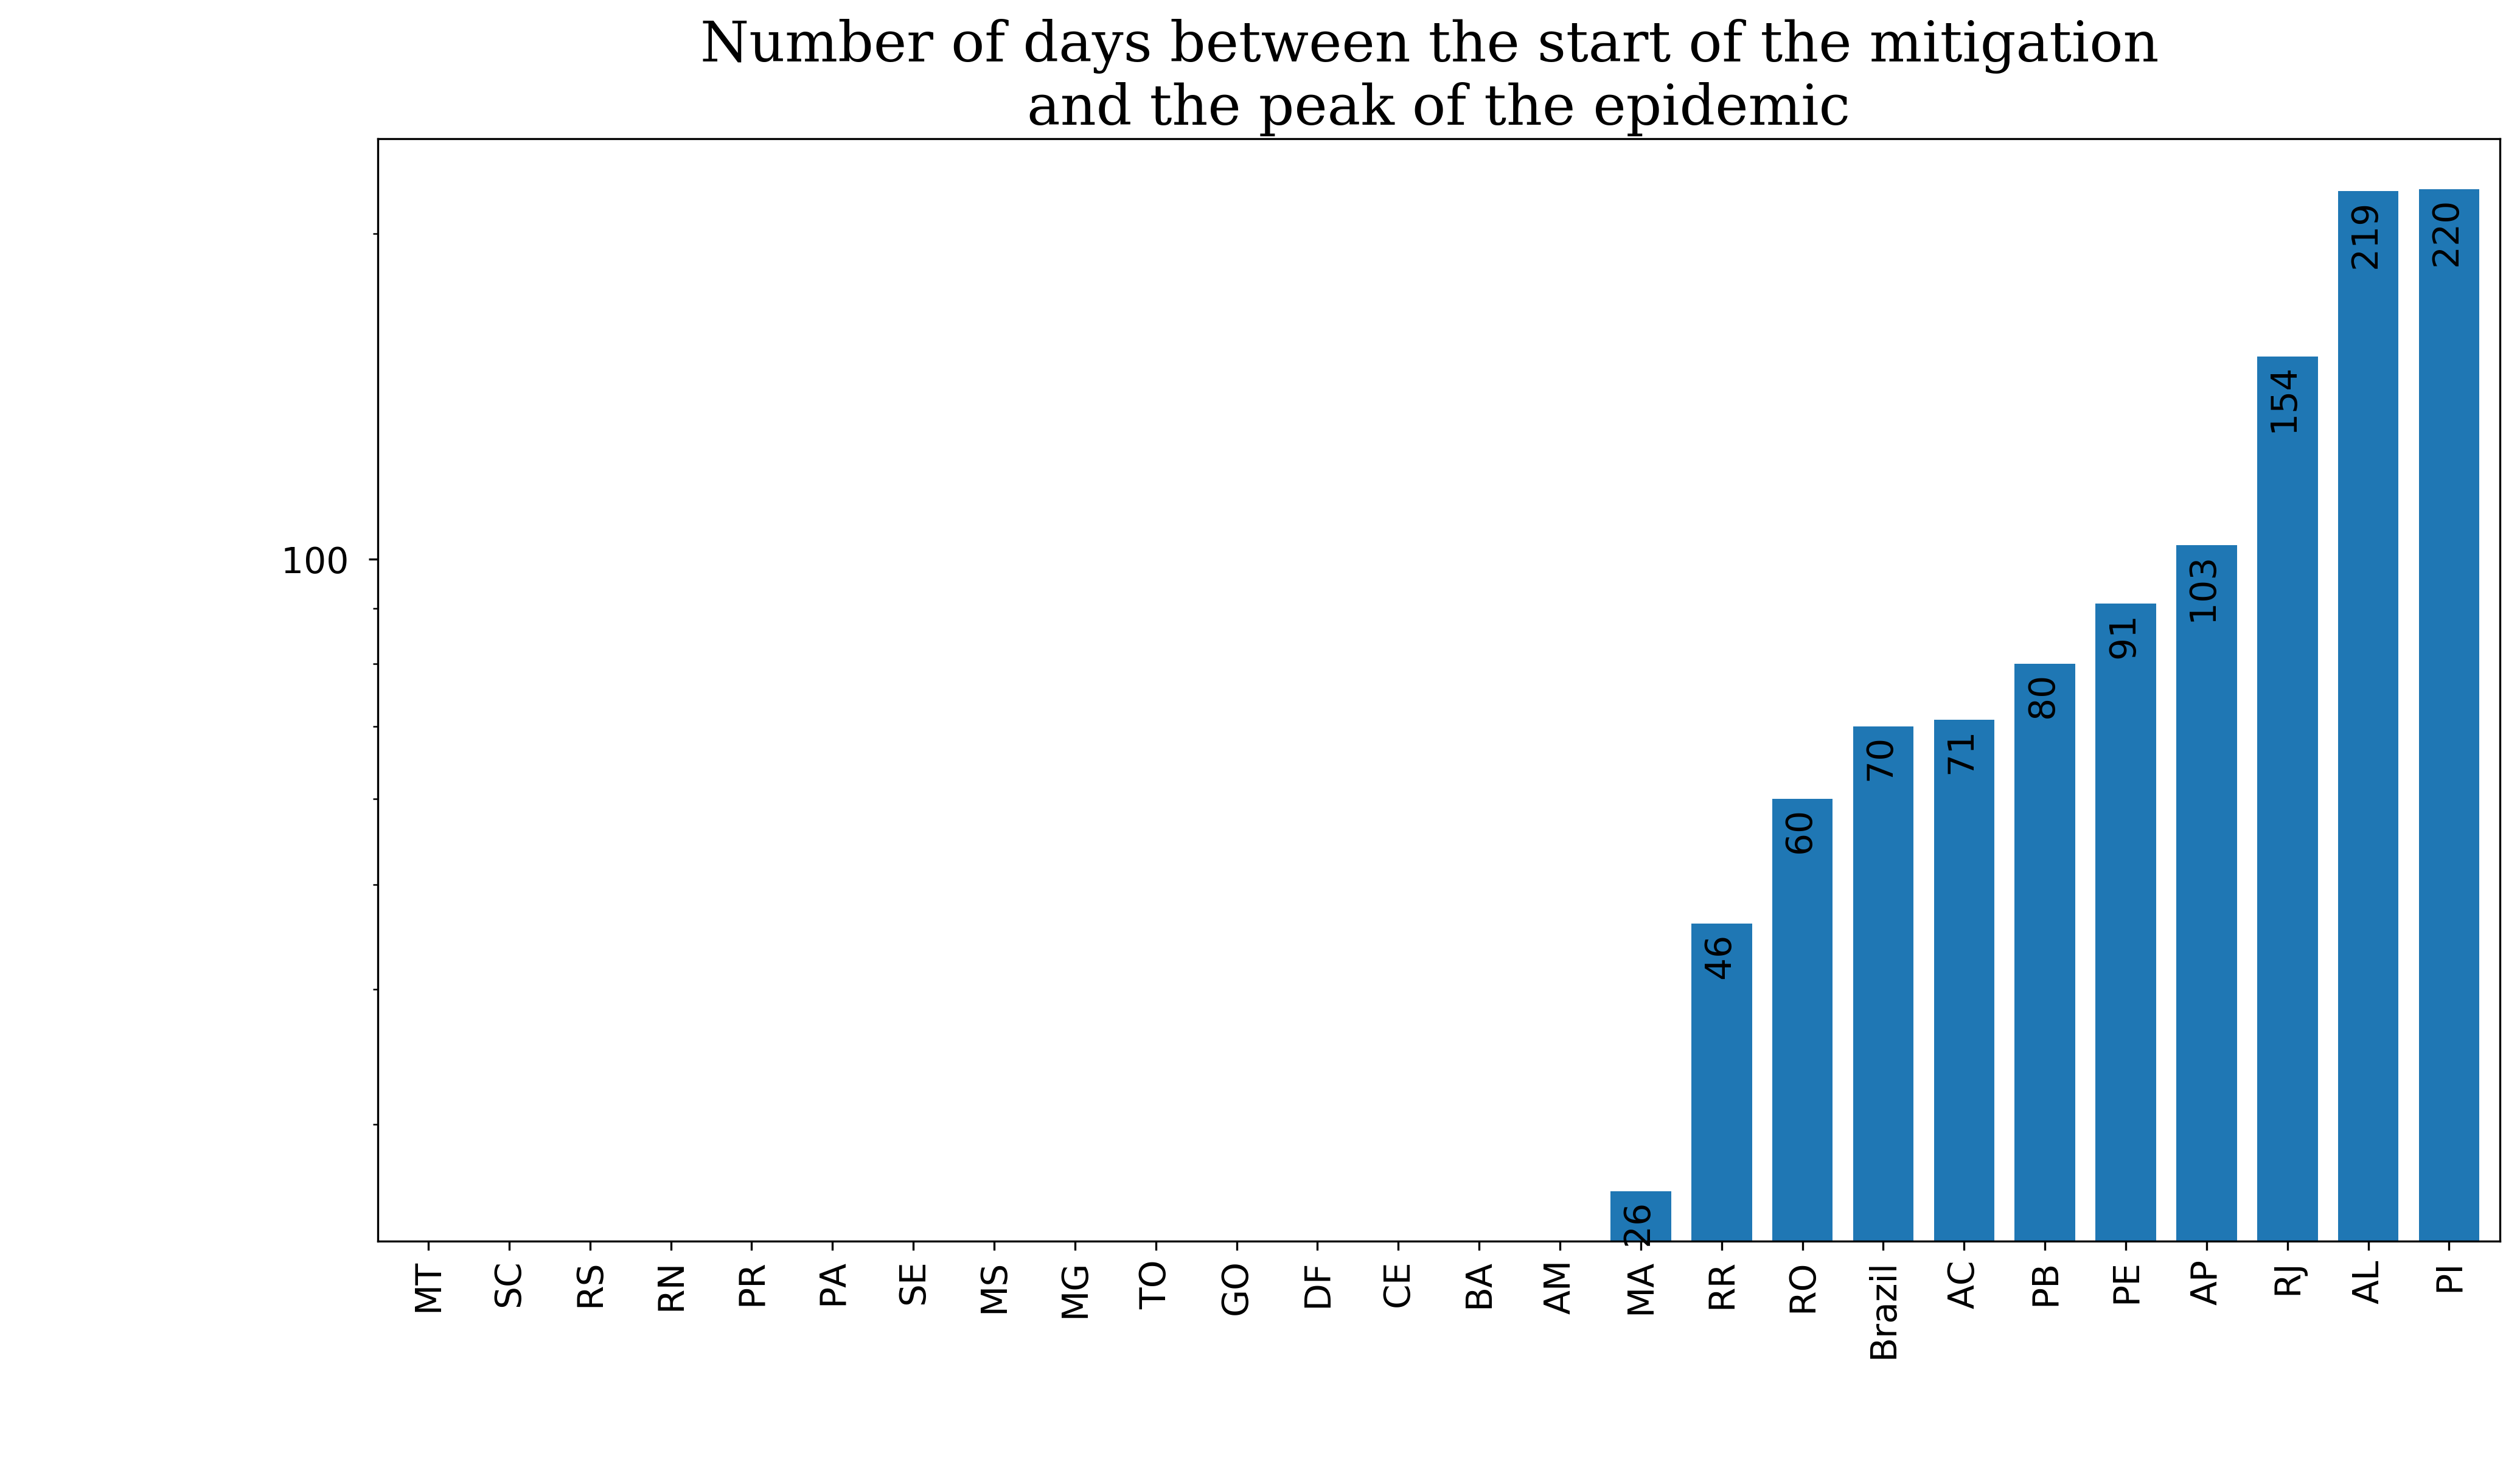 Number of days between the start of the mitigation
and the peak of the epidemic
100
26
46
60
70
71
80
91
103
154
219
220
MT
SC
RS
RN
PR
PA
SE
MS
MG
TO
GO
DF
CE
BA
AM
MA
RR
RO
Brazil
AC
PB
PE
AP
RJ
AL
PI